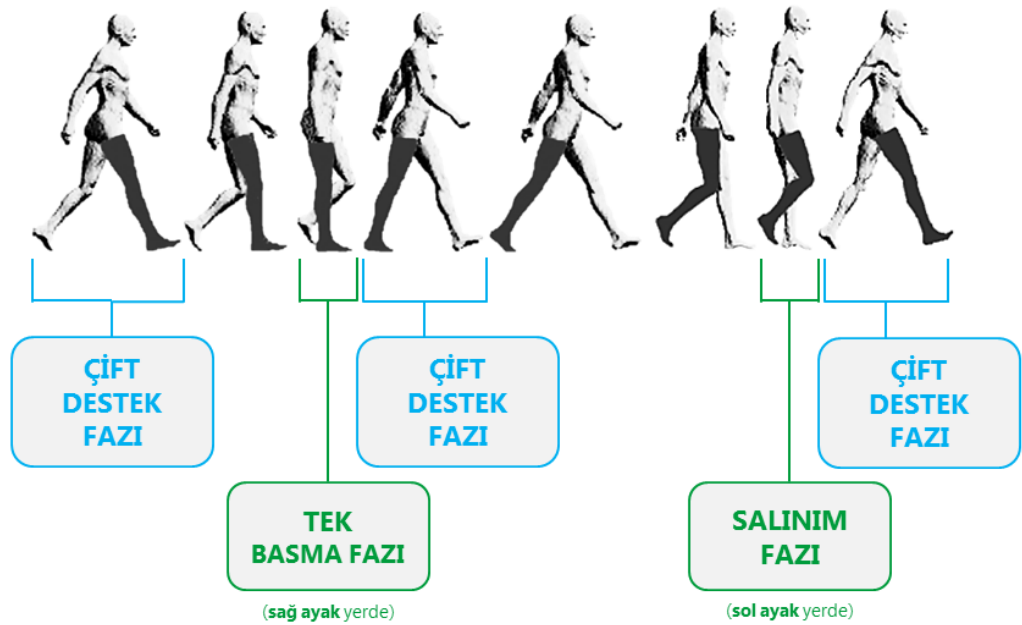 ÇİFT
DESTEK
FAZI
ÇİFT
DESTEK
FAZI
ÇİFT
DESTEK
FAZI
TEK
BASMA FAZI
(sağ ayak yerde)
SALINIM
FAZI
(sol ayak yerde)